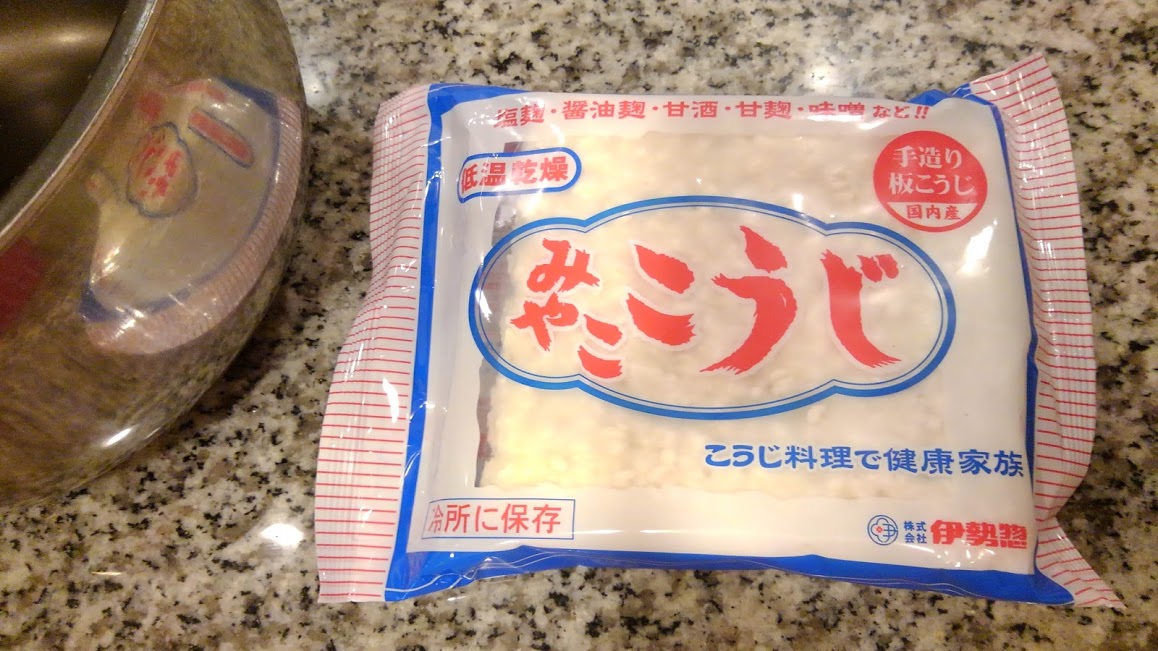 塩麹・醤油麹・甘酒・甘麹・味噌など!!
低温乾燥
手造り
板こうじ
国内産
みやここうじ
こうじ料理で健康家族
冷所に保存
株式会社 伊勢惣